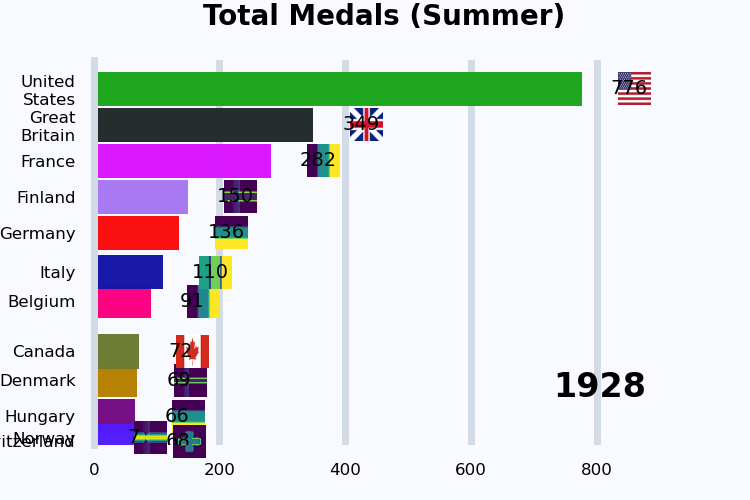 Total Medals (Summer)
United
States
776
Great
Britain
349
France
282
Finland
150
Germany
136
Italy
110
Belgium
91
Canada
72
Denmark
69
1928
Hungary
66
Norway
0 200 400 600 800